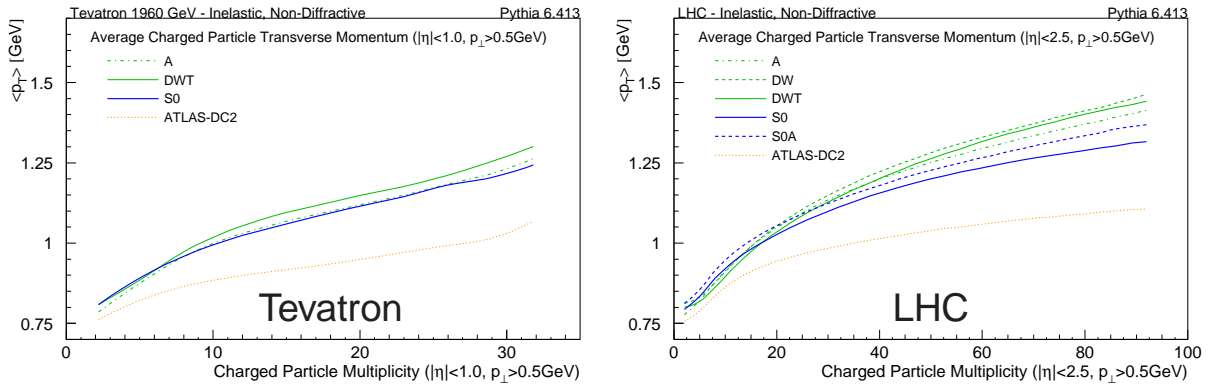 Tevatron 1960 GeV - Inelastic, Non-Diffractive Pythia 6.413
Average Charged Particle Transverse Momentum (|η|<1.0, p⊥>0.5GeV)
<pT> [GeV]
A
DWT
S0
ATLAS-DC2
1.5
1.25
1
0.75
Tevatron
0 10 20 30
Charged Particle Multiplicity (|η|<1.0, p⊥>0.5GeV)
LHC - Inelastic, Non-Diffractive Pythia 6.413
Average Charged Particle Transverse Momentum (|η|<2.5, p⊥>0.5GeV)
<pT> [GeV]
A
DW
DWT
S0
S0A
ATLAS-DC2
1.5
1.25
1
0.75
LHC
0 20 40 60 80 100
Charged Particle Multiplicity (|η|<2.5, p⊥>0.5GeV)